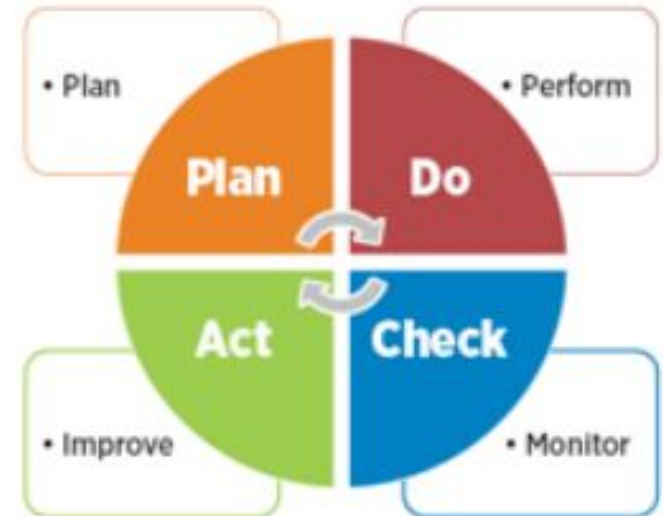 • Plan
• Perform
Plan
Do
Act
Check
• Improve
• Monitor